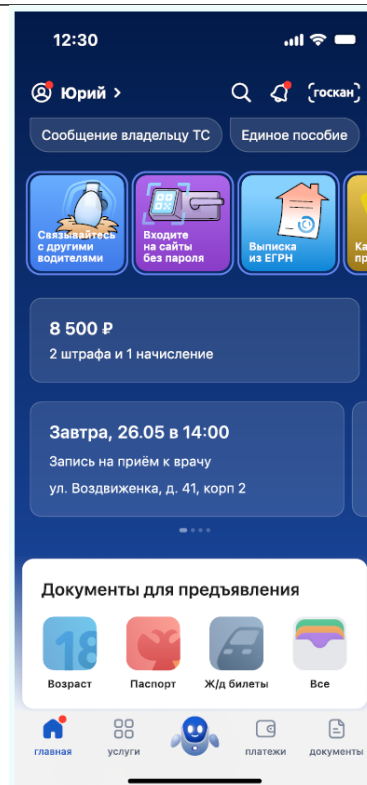 12:30
Юрий >
госкан
Сообщение владельцу ТС
Единое пособие
Связывайтесь
с другими
водителями
Входите
на сайты
без пароля
Выписка
из ЕГРН
8 500 ₽
2 штрафа и 1 начисление
Завтра, 26.05 в 14:00
Запись на приём к врачу
ул. Воздвиженка, д. 41, корп 2
Документы для предъявления
18
Возраст
Паспорт
Ж/д билеты
Все
главная
услуги
платежи
документы